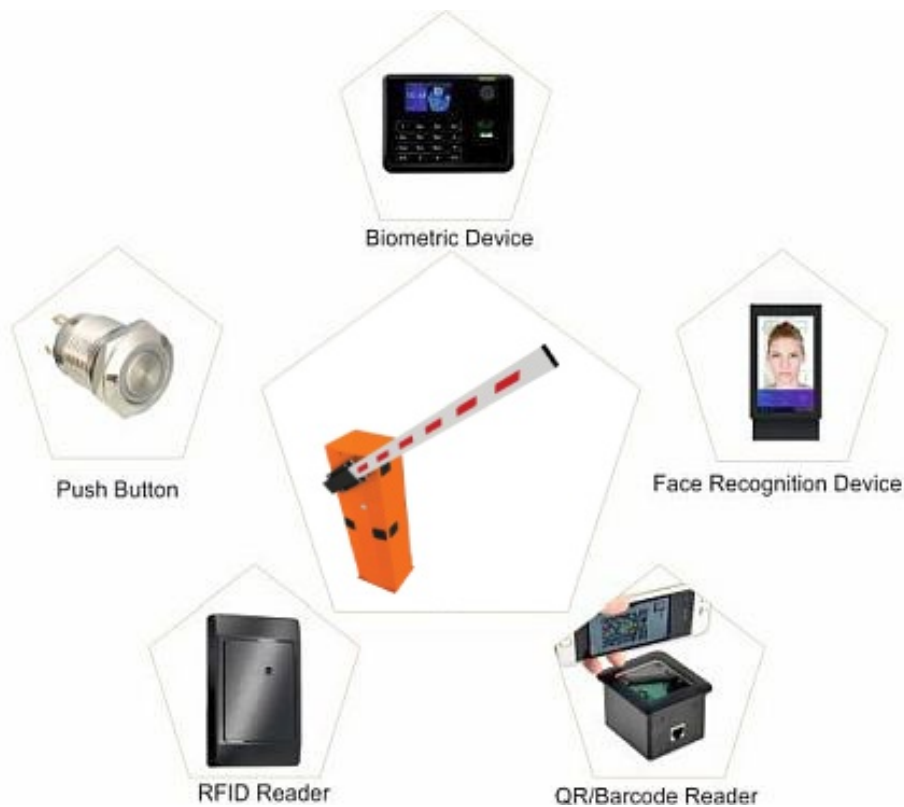 Biometric Device
Push Button
Face Recognition Device
RFID Reader
QR/Barcode Reader